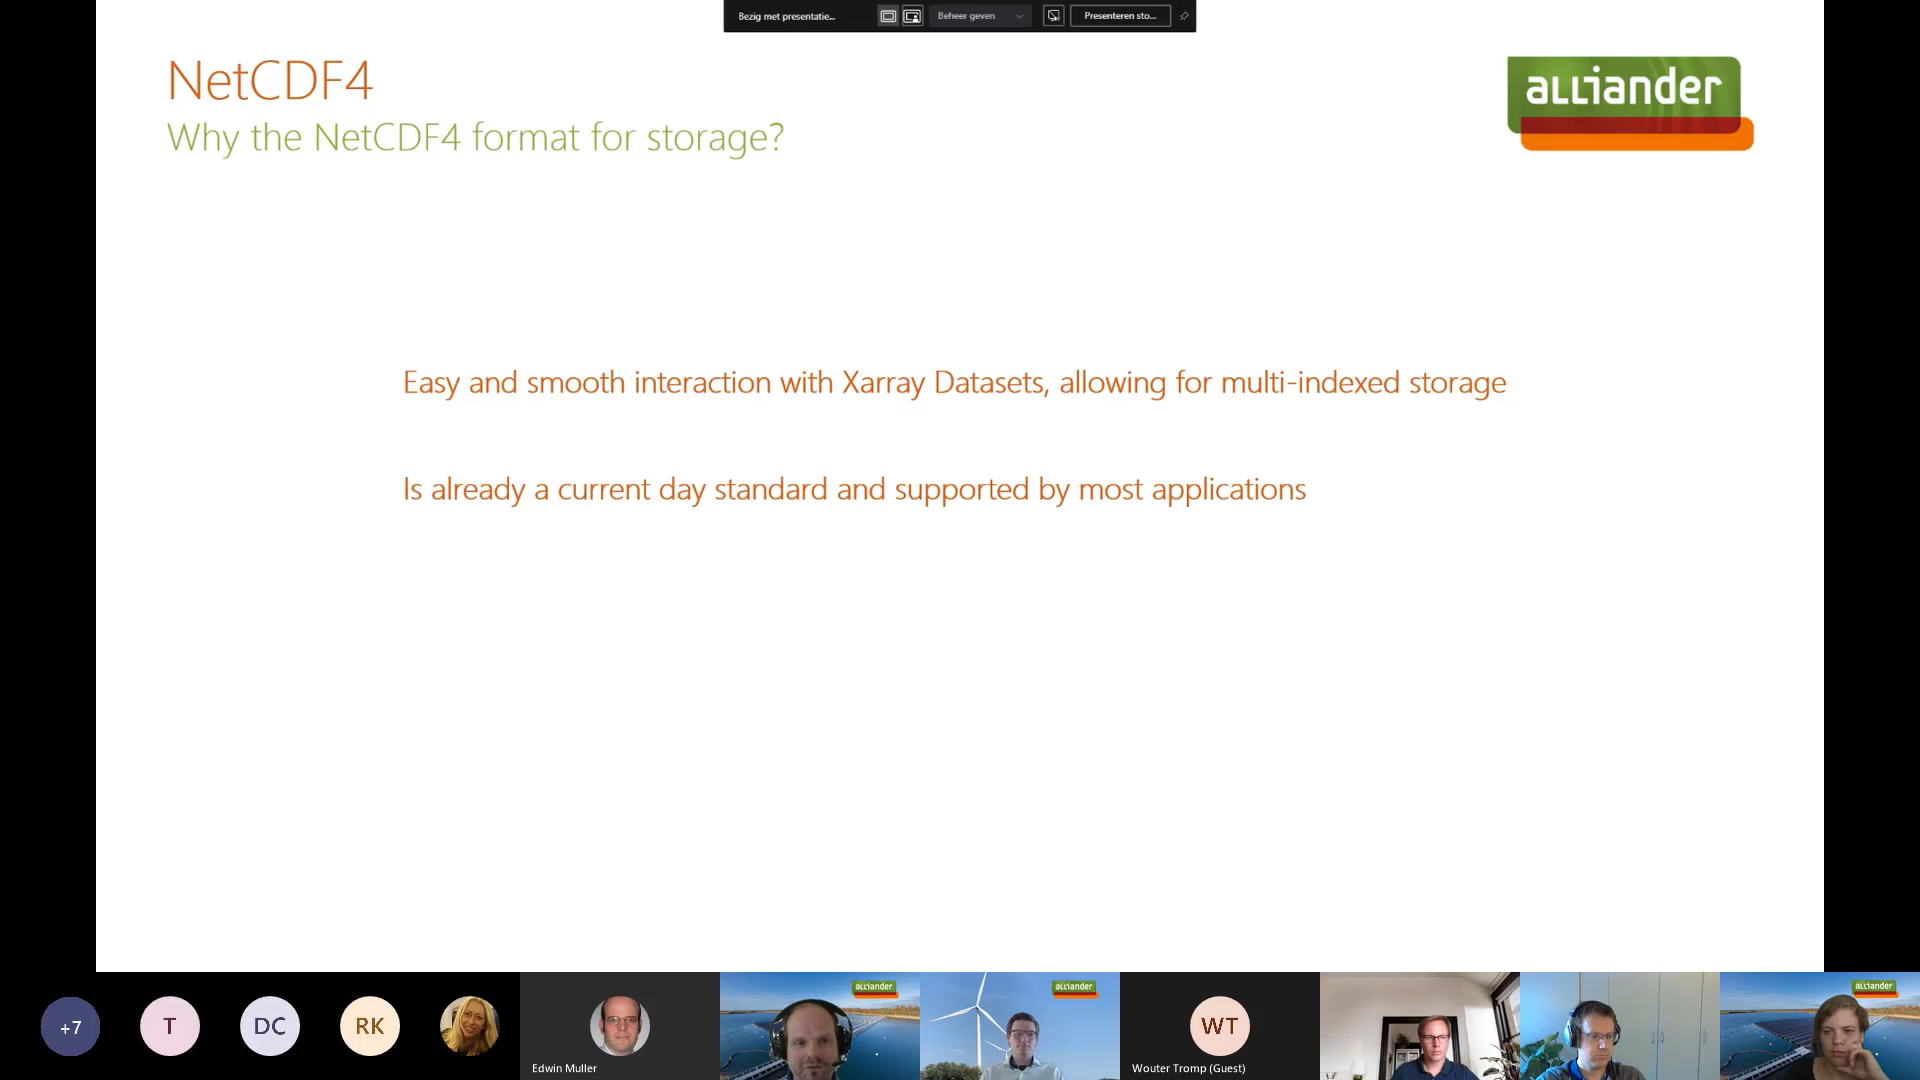 Bezig met presentatie...
Beheer geven
Presenteren sto...
NetCDF4
Why the NetCDF4 format for storage?
alliander
Easy and smooth interaction with Xarray Datasets, allowing for multi-indexed storage
Is already a current day standard and supported by most applications
+7
T
DC
RK
Edwin Muller
alliander
alliander
WT
Wouter Tromp (Guest)
alliander